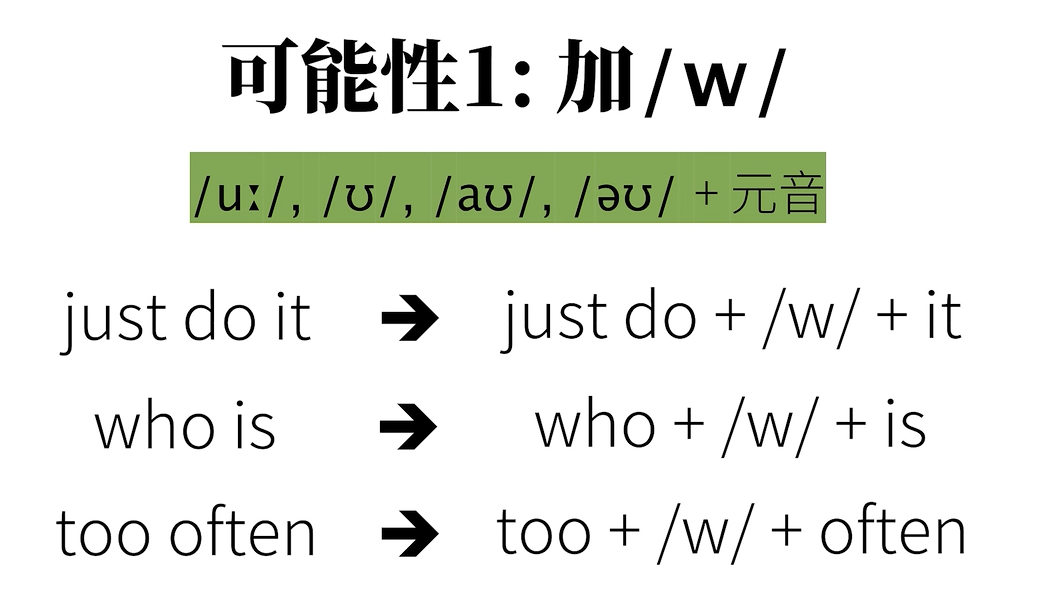 可能性1: 加/w/
/uː/, /ʊ/, /aʊ/, /əʊ/ + 元音
just do it ➔ just do + /w/ + it
who is ➔ who + /w/ + is
too often ➔ too + /w/ + often